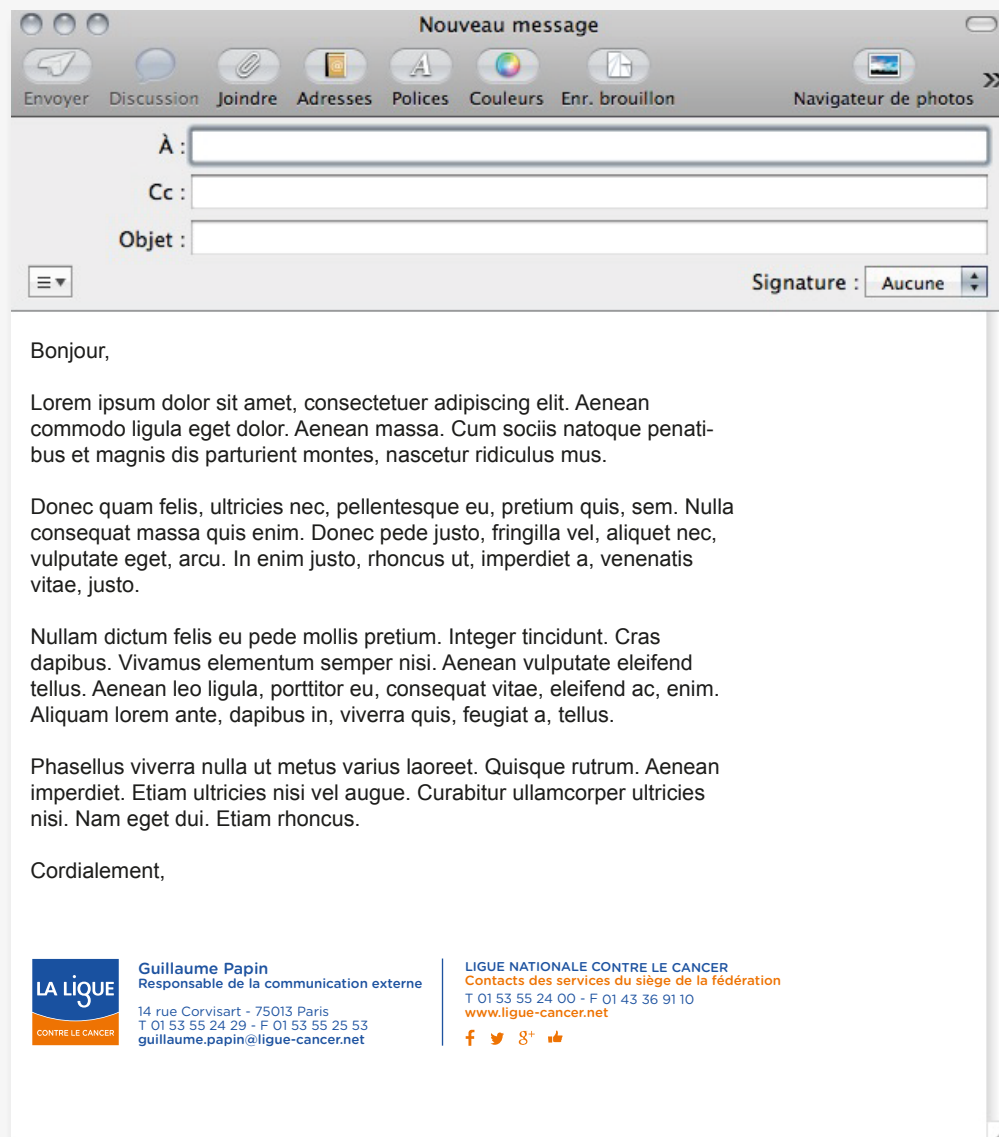 Nouveau message
Envoyer Discussion Joindre Adresses Polices Couleurs Enr. brouillon Navigateur de photos
À :
Cc :
Objet :
Signature : Aucune
Bonjour,
Lorem ipsum dolor sit amet, consectetuer adipiscing elit. Aenean
commodo ligula eget dolor. Aenean massa. Cum sociis natoque penati-
bus et magnis dis parturient montes, nascetur ridiculus mus.
Donec quam felis, ultricies nec, pellentesque eu, pretium quis, sem. Nulla
consequat massa quis enim. Donec pede justo, fringilla vel, aliquet nec,
vulputate eget, arcu. In enim justo, rhoncus ut, imperdiet a, venenatis
vitae, justo.
Nullam dictum felis eu pede mollis pretium. Integer tincidunt. Cras
dapibus. Vivamus elementum semper nisi. Aenean vulputate eleifend
tellus. Aenean leo ligula, porttitor eu, consequat vitae, eleifend ac, enim.
Aliquam lorem ante, dapibus in, viverra quis, feugiat a, tellus.
Phasellus viverra nulla ut metus varius laoreet. Quisque rutrum. Aenean
imperdiet. Etiam ultricies nisi vel augue. Curabitur ullamcorper ultricies
nisi. Nam eget dui. Etiam rhoncus.
Cordialement,
LA LIGUE
CONTRE LE CANCER
Guillaume Papin
Responsable de la communication externe
14 rue Corvisart - 75013 Paris
T 01 53 55 24 29 - F 01 53 55 25 53
guillaume.papin@ligue-cancer.net
LIGUE NATIONALE CONTRE LE CANCER
Contacts des services du siège de la fédération
T 01 53 55 24 00 - F 01 43 36 91 10
www.ligue-cancer.net